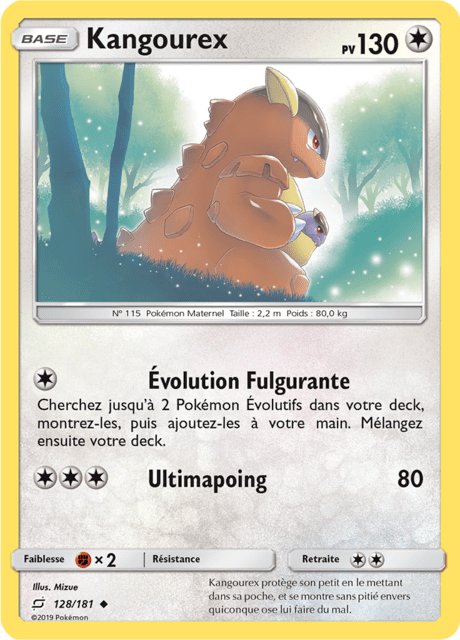 BASE Kangourex PV 130
N° 115 Pokémon Maternel Taille : 2,2 m Poids : 80,0 kg
Évolution Fulgurante
Cherchez jusqu'à 2 Pokémon Évolutifs dans votre deck,
montrez-les, puis ajoutez-les à votre main. Mélangez
ensuite votre deck.
Ultimapoing 80
Faiblesse ×2 Résistance Retraite
Illus. Mizue
128/181
©2019 Pokémon
Kangourex protège son petit en le mettant
dans sa poche, et se montre sans pitié envers
quiconque ose lui faire du mal.